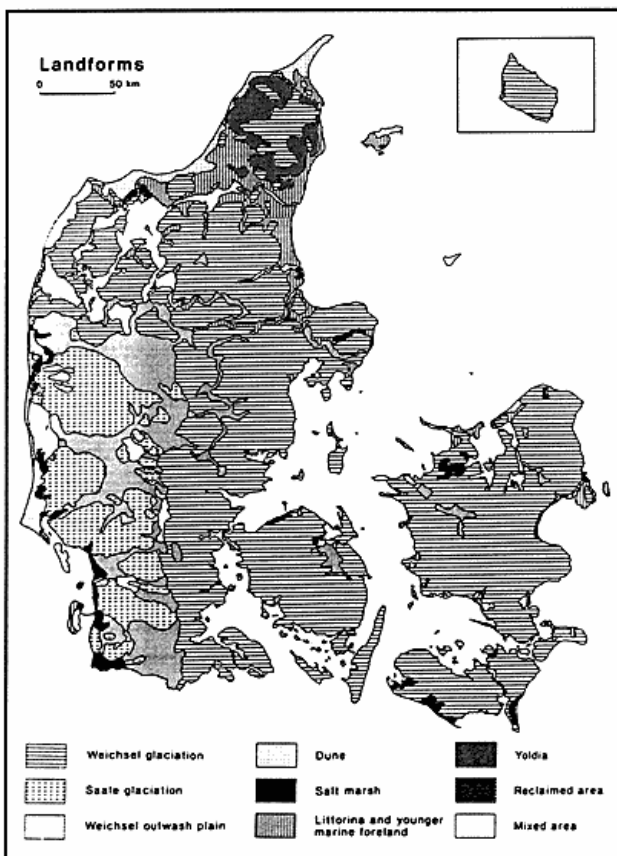 Landforms
0 50 km
Weichsel glaciation
Saale glaciation
Weichsel outwash plain
Dune
Salt marsh
Littorina and younger
marine foreland
Yoldia
Reclaimed area
Mixed area